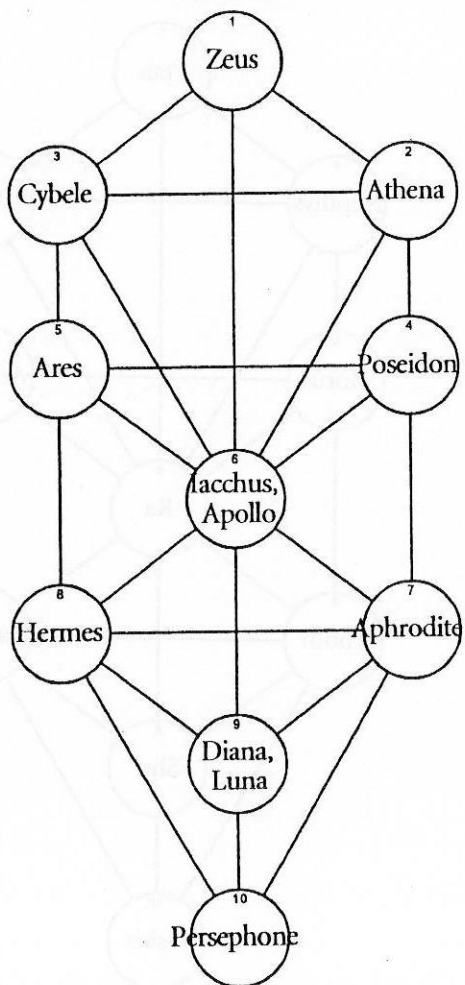 1
Zeus
3
Cybele
2
Athena
5
Ares
4
Poseidon
6
Iacchus,
Apollo
8
Hermes
7
Aphrodite
9
Diana,
Luna
10
Persephone